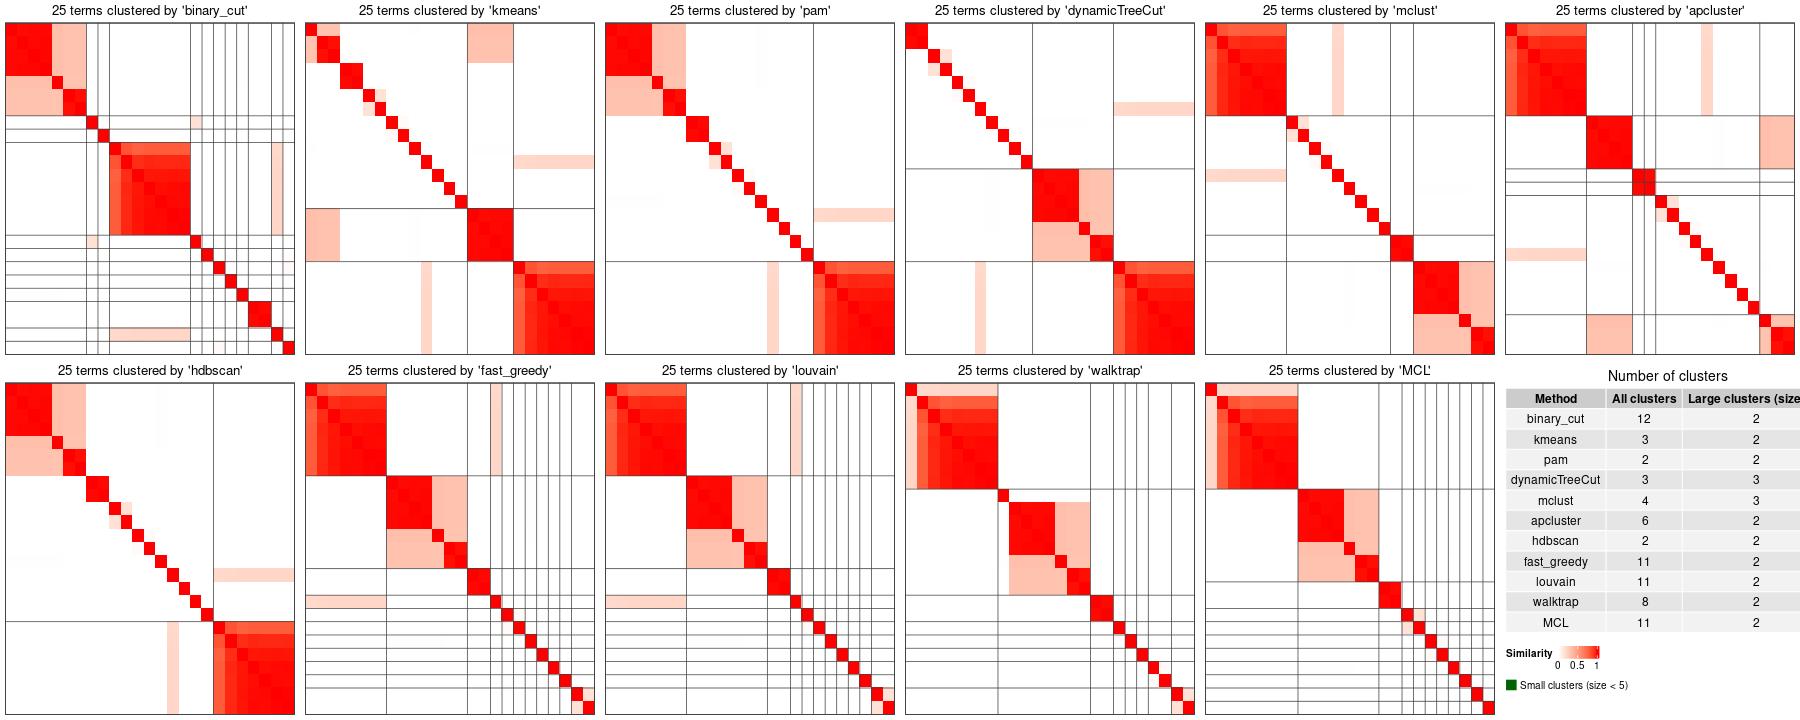 25 terms clustered by 'binary_cut'
25 terms clustered by 'kmeans'
25 terms clustered by 'pam'
25 terms clustered by 'dynamicTreeCut'
25 terms clustered by 'mclust'
25 terms clustered by 'apcluster'
25 terms clustered by 'hdbscan'
25 terms clustered by 'fast_greedy'
25 terms clustered by 'louvain'
25 terms clustered by 'walktrap'
25 terms clustered by 'MCL'
Number of clusters
Method All clusters Large clusters (size
binary_cut 12 2
kmeans 3 2
pam 2 2
dynamicTreeCut 3 3
mclust 4 3
apcluster 6 2
hdbscan 2 2
fast_greedy 11 2
louvain 11 2
walktrap 8 2
MCL 11 2
Similarity
0 0.5 1
Small clusters (size < 5)